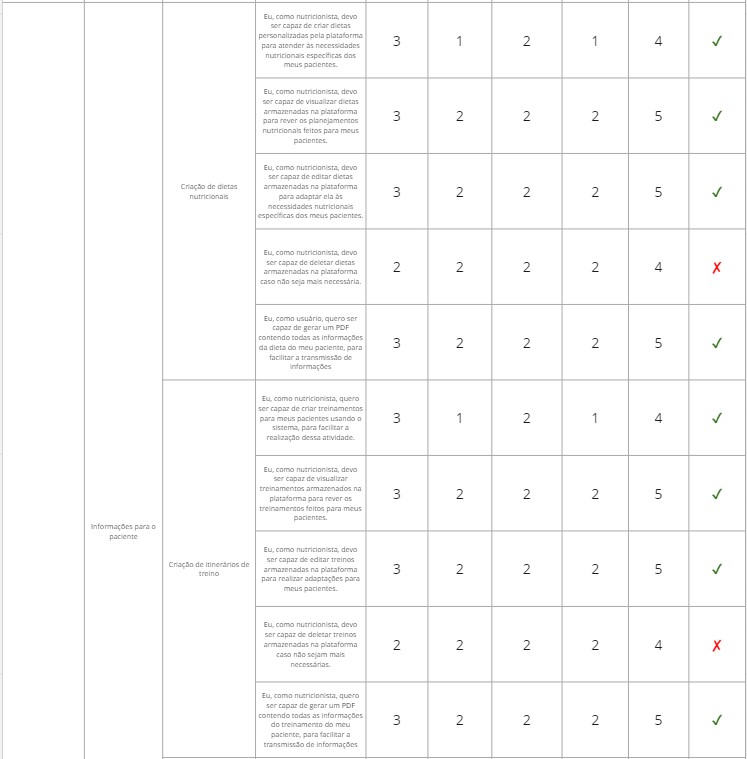 Eu, como nutricionista, devo
ser capaz de criar dietas
personalizadas pela plataforma
para atender às necessidades
nutricionais específicas dos
meus pacientes.
3 1 2 1 4 ✓
Eu, como nutricionista, devo
ser capaz de visualizar dietas
armazenadas na plataforma
para rever os planejamentos
nutricionais feitos para meus
pacientes.
3 2 2 2 5 ✓
Criação de dietas
nutricionais
Eu, como nutricionista, devo
ser capaz de editar dietas
armazenadas na plataforma
para adaptar ela às
necessidades nutricionais
específicas dos meus pacientes.
3 2 2 2 5 ✓
Eu, como nutricionista, devo
ser capaz de deletar dietas
armazenadas na plataforma
caso não seja mais necessária.
2 2 2 2 4 ✗
Eu, como usuário, quero ser
capaz de gerar um PDF
contendo todas as informações
da dieta do meu paciente, para
facilitar a transmissão de
informações
3 2 2 2 5 ✓
Eu, como nutricionista, quero
ser capaz de criar treinamentos
para meus pacientes usando o
sistema, para facilitar a
realização dessa atividade.
3 1 2 1 4 ✓
Eu, como nutricionista, devo
ser capaz de visualizar
treinamentos armazenados na
plataforma para rever os
treinamentos feitos para meus
pacientes.
3 2 2 2 5 ✓
Informações para o
paciente
Criação de itinerários de
treino
Eu, como nutricionista, devo
ser capaz de editar treinos
armazenadas na plataforma
para realizar adaptações para
meus pacientes.
3 2 2 2 5 ✓
Eu, como nutricionista, devo
ser capaz de deletar treinos
armazenadas na plataforma
caso não sejam mais
necessárias.
2 2 2 2 4 ✗
Eu, como nutricionista, quero
ser capaz de gerar um PDF
contendo todas as informações
do treinamento do meu
paciente, para facilitar a
transmissão de informações
3 2 2 2 5 ✓